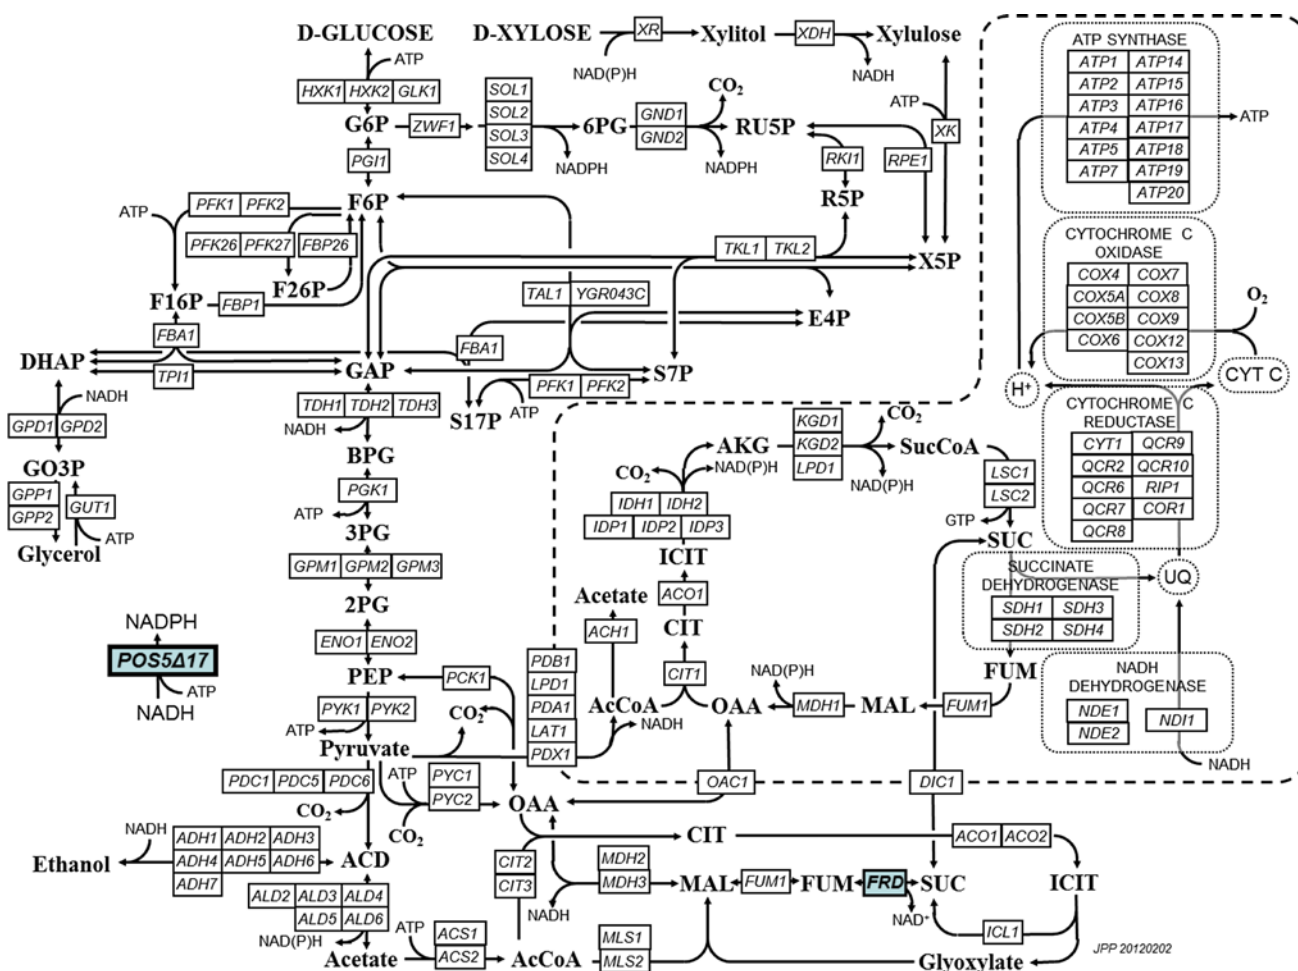 D-GLUCOSE
ATP
HXK1 HXK2 GLK1
G6P
ZWF1
SOL1
SOL2
SOL3
SOL4
NADPH
6PG
GND1
GND2
CO2
NADPH
RU5P
D-XYLOSE
XR
NAD(P)H
Xylitol
XDH
NADH
Xylulose
ATP
XK
RKI1
RPE1
R5P
PGI1
F6P
ATP
PFK1 PFK2
PFK26 PFK27 FBP26
F26P
F16P
FBP1
TKL1 TKL2
X5P
TAL1 YGR043C
E4P
FBA1
FBA1
DHAP
TPI1
GAP
S7P
PFK1 PFK2
ATP
S17P
NADH
GPD1 GPD2
GO3P
GPP1
GPP2
GUT1
ATP
Glycerol
TDH1 TDH2 TDH3
NADH
BPG
PGK1
ATP
3PG
GPM1 GPM2 GPM3
2PG
ENO1 ENO2
PEP
PCK1
PYK1 PYK2
ATP
CO2
Pyruvate
NADPH
POS5Δ17
ATP
NADH
PDC1 PDC5 PDC6
CO2
ATP
PYC1
PYC2
CO2
OAA
NADH
ADH1 ADH2 ADH3
ADH4 ADH5 ADH6
ADH7
Ethanol
ACD
ALD2 ALD3 ALD4
ALD5 ALD6
NAD(P)H
Acetate
ATP
ACS1
ACS2
AcCoA
CIT2
CIT3
CIT
ACO1 ACO2
MDH2
MDH3
NADH
MAL
FUM1
FUM
FRD
SUC
NAD+
ICIT
ICL1
MLS1
MLS2
Glyoxylate
JPP 20120202
PDB1
LPD1
PDA1
LAT1
PDX1
CO2
NADH
AcCoA
ACH1
Acetate
CIT1
CIT
ACO1
ICIT
IDH1 IDH2
IDP1 IDP2 IDP3
CO2
NAD(P)H
AKG
KGD1
KGD2
LPD1
CO2
NAD(P)H
SucCoA
LSC1
LSC2
GTP
SUC
FUM
FUM1
MAL
MDH1
NAD(P)H
OAA
OAC1
DIC1
ATP SYNTHASE
ATP1 ATP14
ATP2 ATP15
ATP3 ATP16
ATP4 ATP17
ATP5 ATP18
ATP7 ATP19
ATP20
ATP
CYTOCHROME C
OXIDASE
COX4 COX7
COX5A COX8
COX5B COX9
COX6 COX12
COX13
O2
H+
CYT C
CYTOCHROME C
REDUCTASE
CYT1 QCR9
QCR2 QCR10
QCR6 RIP1
QCR7 COR1
QCR8
UQ
SUCCINATE
DEHYDROGENASE
SDH1 SDH3
SDH2 SDH4
NADH
DEHYDROGENASE
NDE1
NDE2
NDI1
NADH